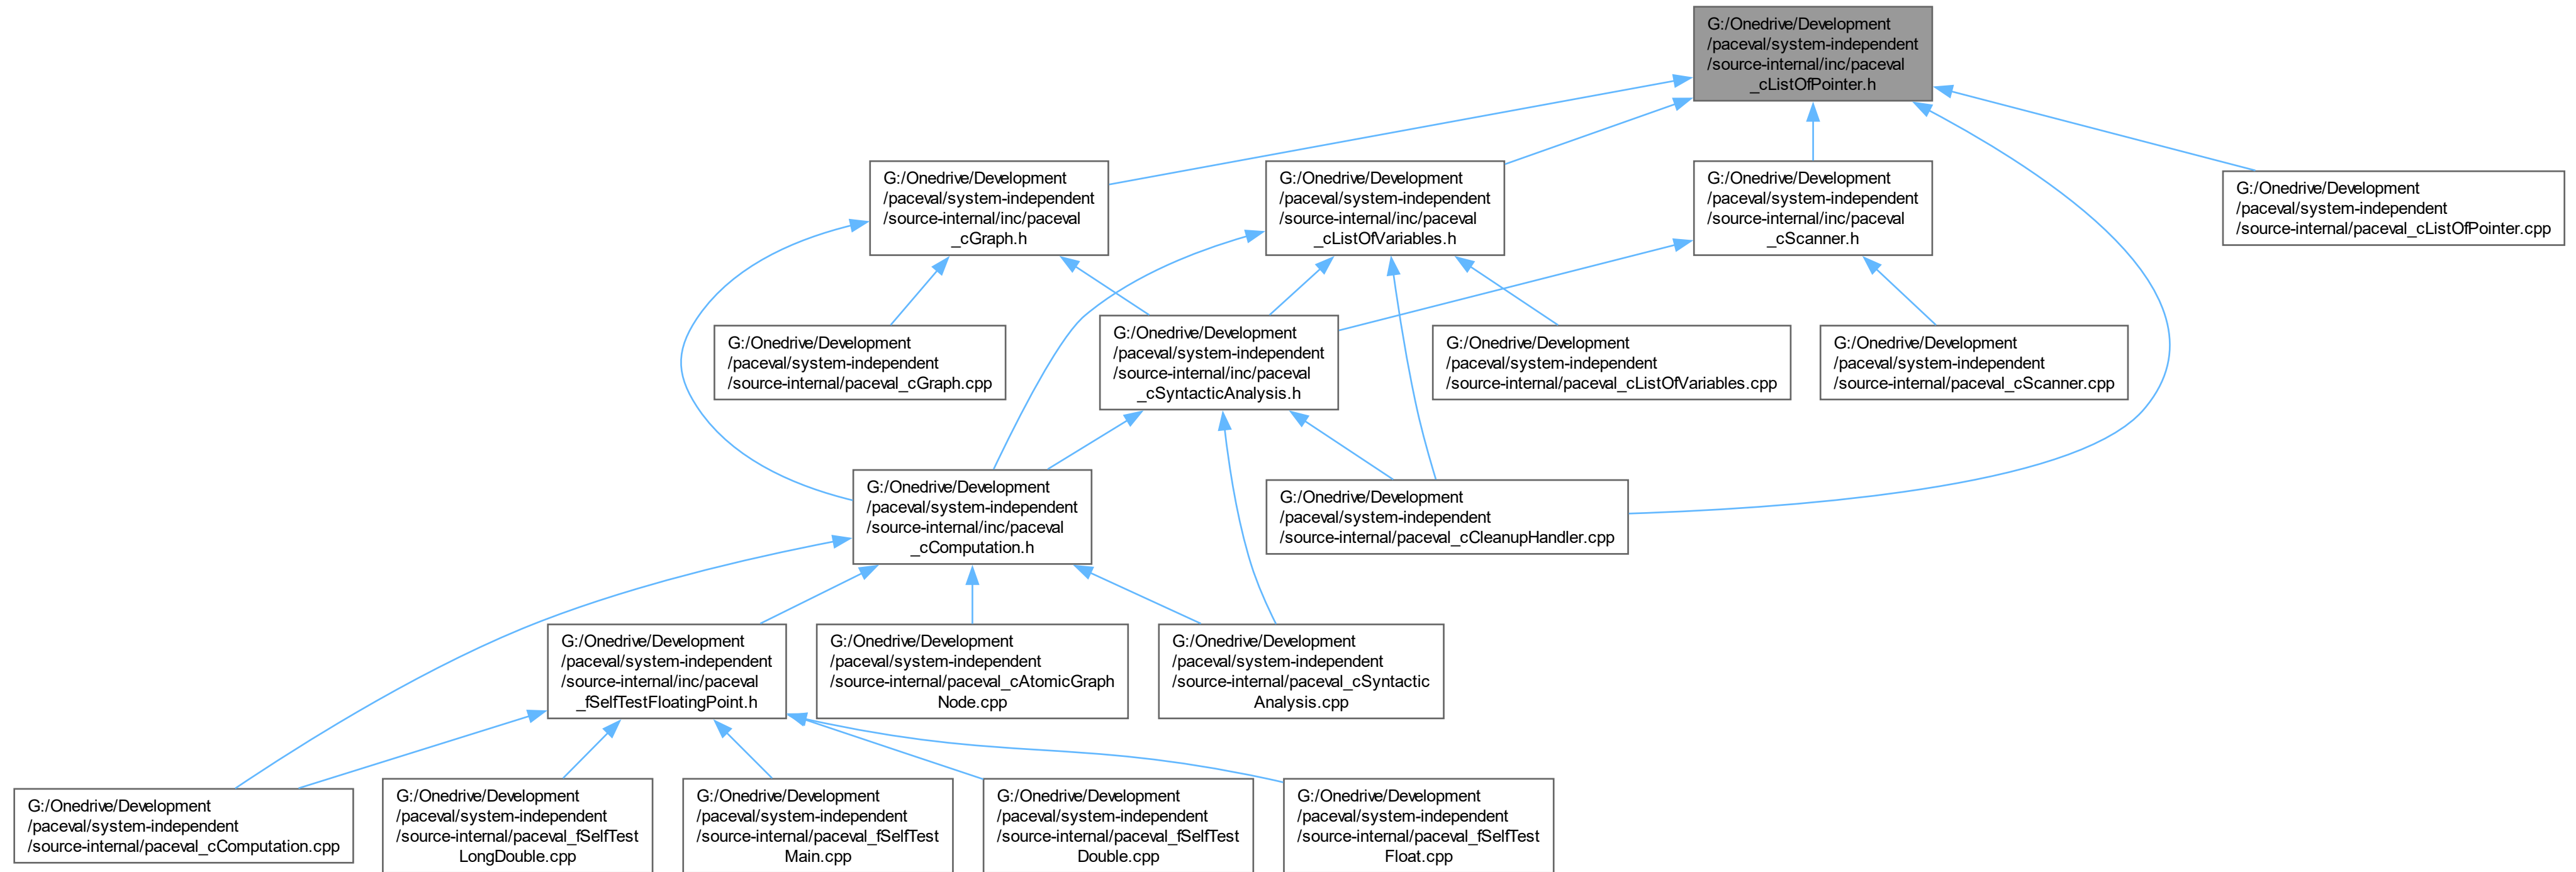 G:/Onedrive/Development
/paceval/system-independent
/source-internal/inc/paceval
_cListOfPointer.h
G:/Onedrive/Development
/paceval/system-independent
/source-internal/inc/paceval
_cGraph.h
G:/Onedrive/Development
/paceval/system-independent
/source-internal/inc/paceval
_cListOfVariables.h
G:/Onedrive/Development
/paceval/system-independent
/source-internal/inc/paceval
_cScanner.h
G:/Onedrive/Development
/paceval/system-independent
/source-internal/paceval_cListOfPointer.cpp
G:/Onedrive/Development
/paceval/system-independent
/source-internal/paceval_cGraph.cpp
G:/Onedrive/Development
/paceval/system-independent
/source-internal/inc/paceval
_cSyntacticAnalysis.h
G:/Onedrive/Development
/paceval/system-independent
/source-internal/paceval_cListOfVariables.cpp
G:/Onedrive/Development
/paceval/system-independent
/source-internal/paceval_cScanner.cpp
G:/Onedrive/Development
/paceval/system-independent
/source-internal/inc/paceval
_cComputation.h
G:/Onedrive/Development
/paceval/system-independent
/source-internal/paceval_cCleanupHandler.cpp
G:/Onedrive/Development
/paceval/system-independent
/source-internal/inc/paceval
_fSelfTestFloatingPoint.h
G:/Onedrive/Development
/paceval/system-independent
/source-internal/paceval_cAtomicGraph
Node.cpp
G:/Onedrive/Development
/paceval/system-independent
/source-internal/paceval_cSyntactic
Analysis.cpp
G:/Onedrive/Development
/paceval/system-independent
/source-internal/paceval_cComputation.cpp
G:/Onedrive/Development
/paceval/system-independent
/source-internal/paceval_fSelfTest
LongDouble.cpp
G:/Onedrive/Development
/paceval/system-independent
/source-internal/paceval_fSelfTest
Main.cpp
G:/Onedrive/Development
/paceval/system-independent
/source-internal/paceval_fSelfTest
Double.cpp
G:/Onedrive/Development
/paceval/system-independent
/source-internal/paceval_fSelfTest
Float.cpp